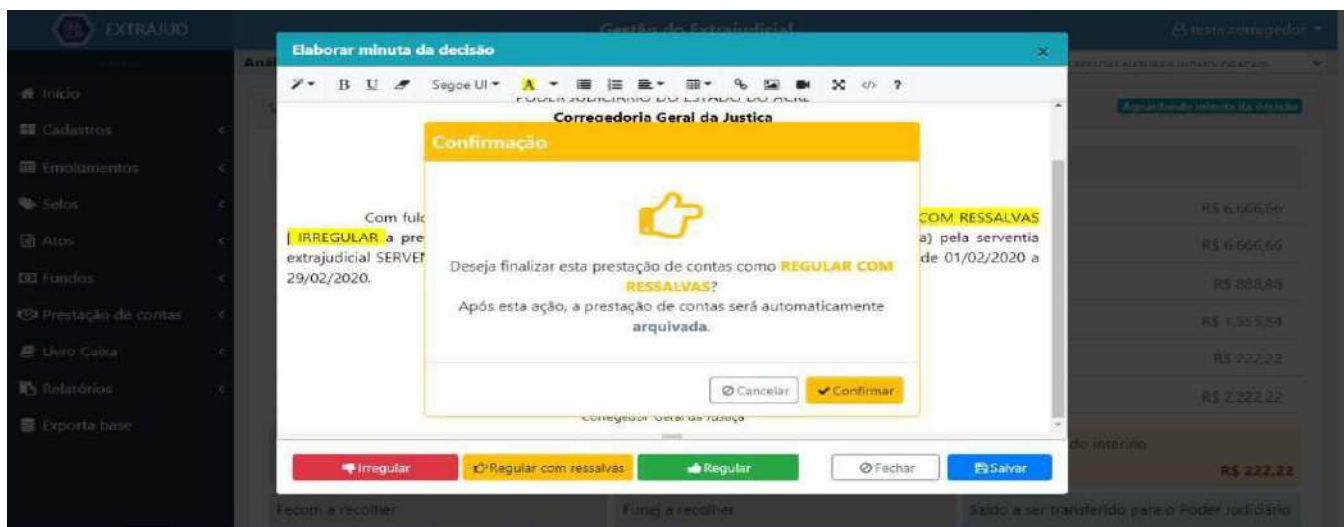 EXTRAJUD
Gestão do Extrajudicial
teste.corregedor
Elaborar minuta da decisão
×
B U Segoe UI A </> ?
PODER JUDICIÁRIO DO ESTADO DO ACRE
Corregedoria Geral da Justiça
Aguardando minuta da decisão
Início
Cadastros
Emolumentos
Selos
Atos
Fundos
Prestação de contas
Livro Caixa
Relatórios
Exporta base
Com fulc
COM RESSALVAS
| IRREGULAR a pre
a) pela serventia
extrajudicial SERVEN
de 01/02/2020 a
29/02/2020.
Confirmação
Deseja finalizar esta prestação de contas como REGULAR COM
RESSALVAS?
Após esta ação, a prestação de contas será automaticamente
arquivada.
Cancelar
Confirmar
Corregedor Geral da Justiça
Irregular
Regular com ressalvas
Regular
Fechar
Salvar
R$ 6.666,66
R$ 6.666,66
R$ 888,88
R$ 1.555,54
R$ 222,22
R$ 2.222,22
do interino
R$ 222,22
Fecom a recolher
Funej a recolher
Saldo a ser transferido para o Poder Judiciário